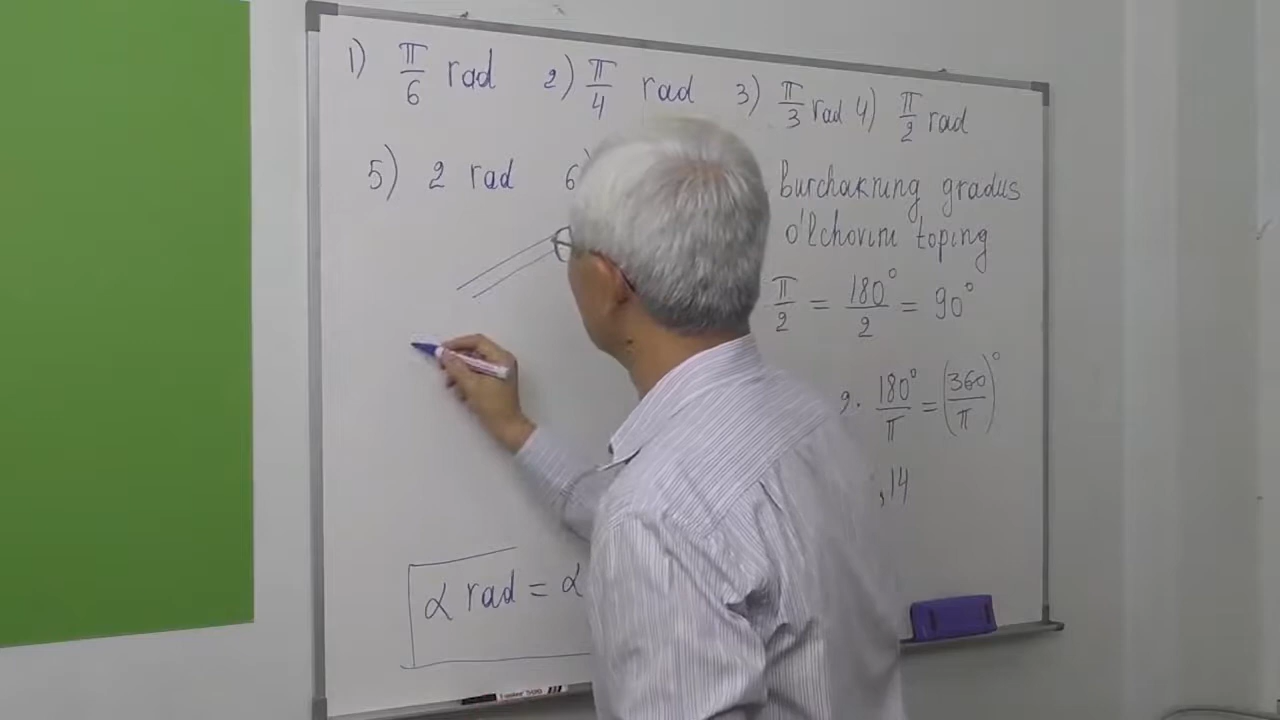 1) π/6 rad 2) π/4 rad 3) π/3 rad 4) π/2 rad
5) 2 rad 6)
Burchakning gradus
o'lchovini toping
π/2 = 180°/2 = 90°
180°/π = (360/π)°
,14
α rad = α